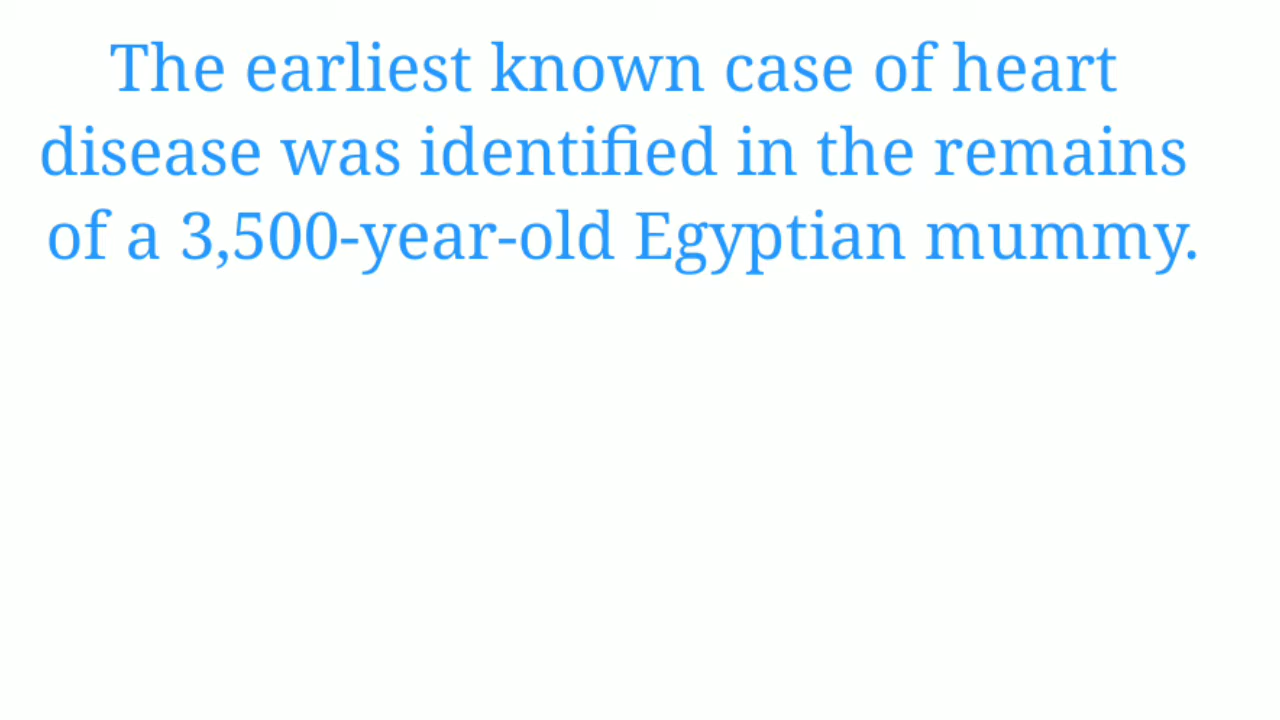 The earliest known case of heart
disease was identified in the remains
of a 3,500-year-old Egyptian mummy.